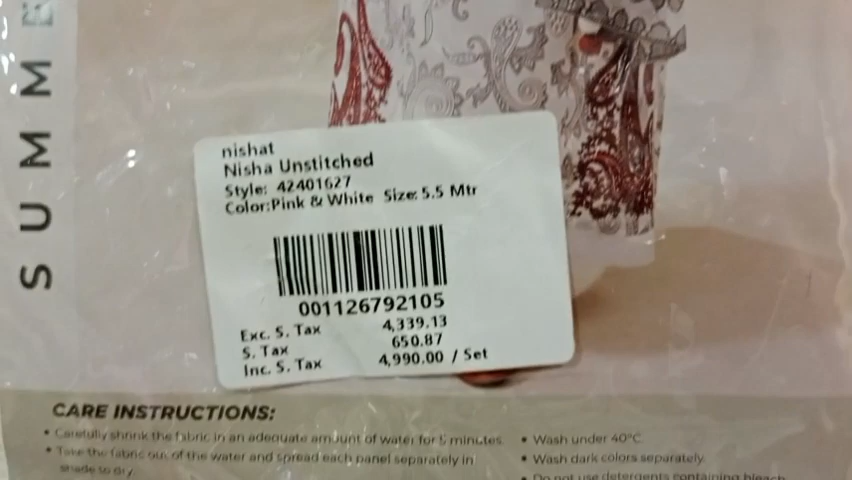 SUMME
nishat
Nisha Unstitched
Style: 42401627
Color:Pink & White Size: 5.5 Mtr
001126792105
Exc. S. Tax 4,339.13
S. Tax 650.87
Inc. S. Tax 4,990.00 / Set
CARE INSTRUCTIONS:
• Carefully shrink the fabric in an adequate amount of water for 5 minutes.
• Take the fabric out of the water and spread each panel separately in
shade to dry.
• Wash under 40°C.
• Wash dark colors separately.
• Do not use detergents containing bleach